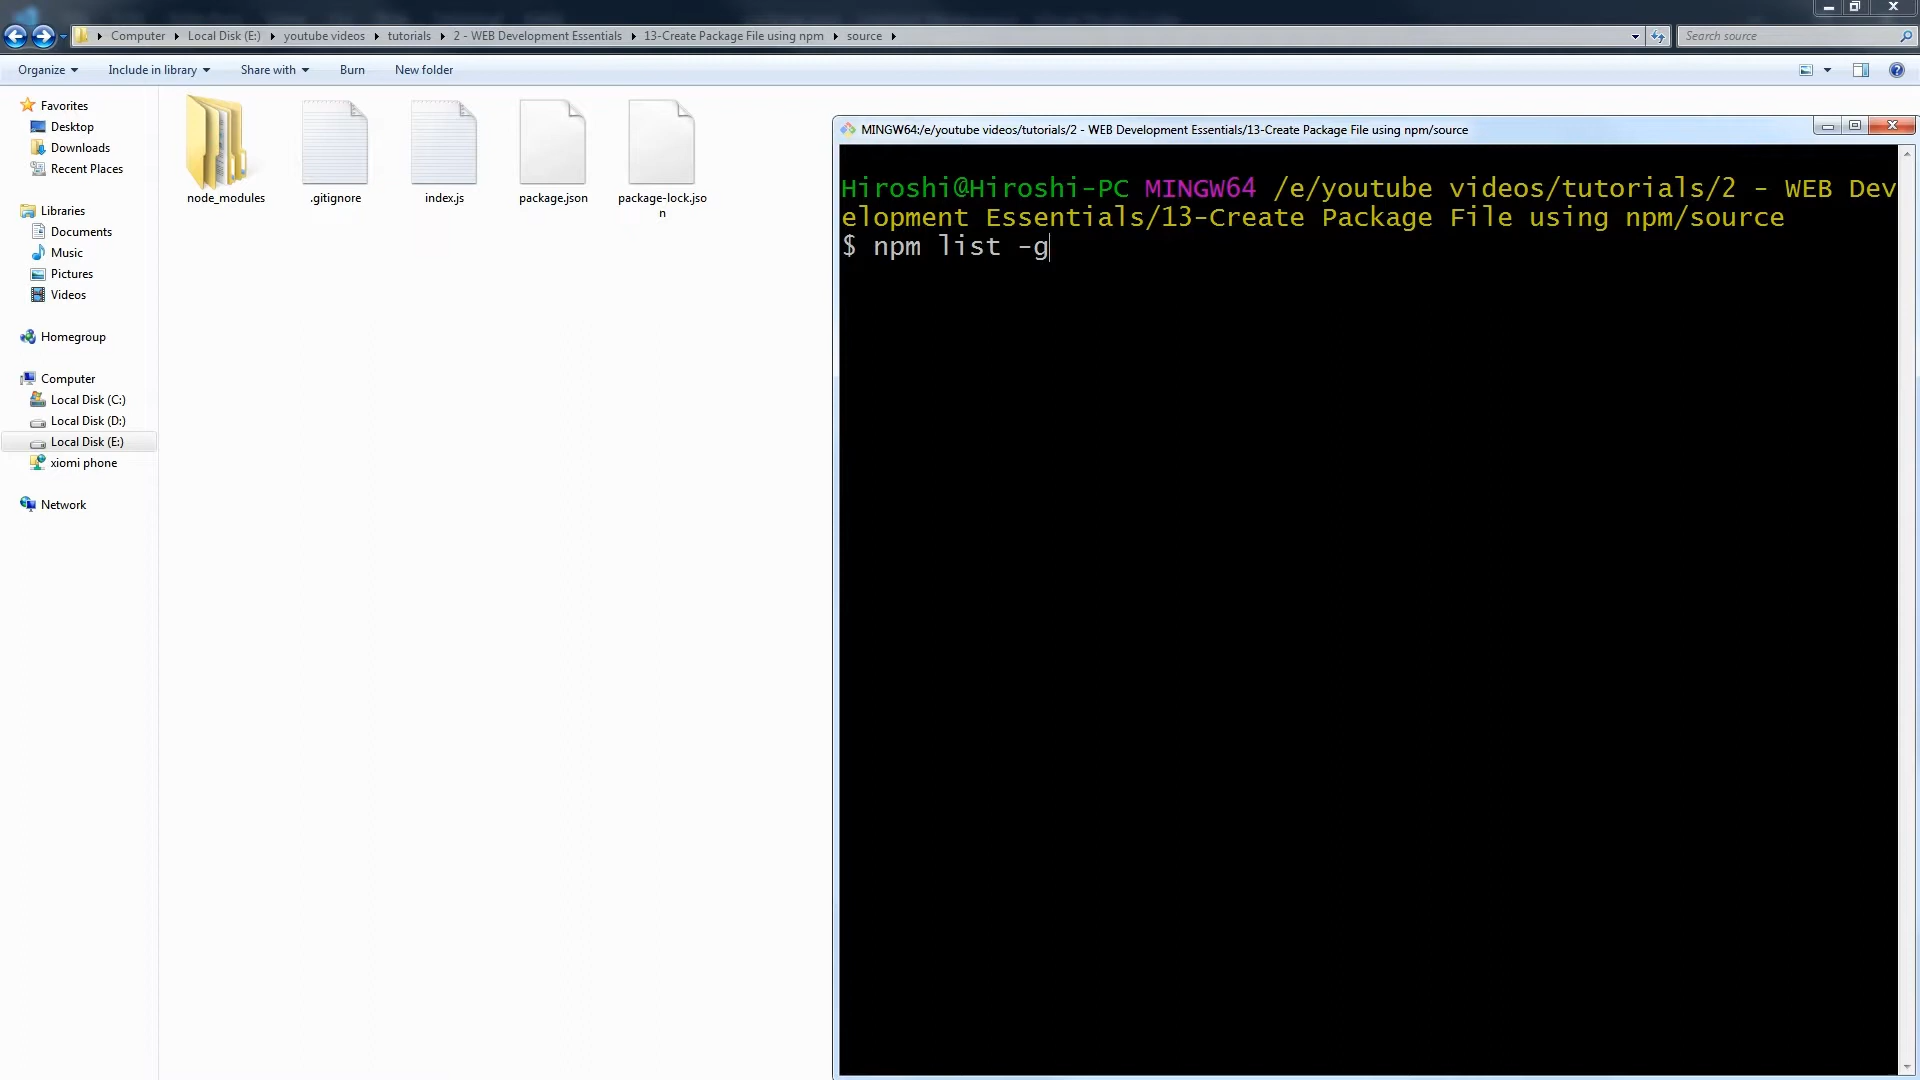 Computer
Local Disk (E:)
youtube videos
tutorials
2 - WEB Development Essentials
13-Create Package File using npm
source
Search source
Organize
Include in library
Share with
Burn
New folder
Favorites
Desktop
Downloads
Recent Places
Libraries
Documents
Music
Pictures
Videos
Homegroup
Computer
Local Disk (C:)
Local Disk (D:)
Local Disk (E:)
xiomi phone
Network
node_modules
.gitignore
index.js
package.json
package-lock.jso
n
MINGW64:/e/youtube videos/tutorials/2 - WEB Development Essentials/13-Create Package File using npm/source
Hiroshi@Hiroshi-PC MINGW64 /e/youtube videos/tutorials/2 - WEB Dev
elopment Essentials/13-Create Package File using npm/source
$ npm list -g